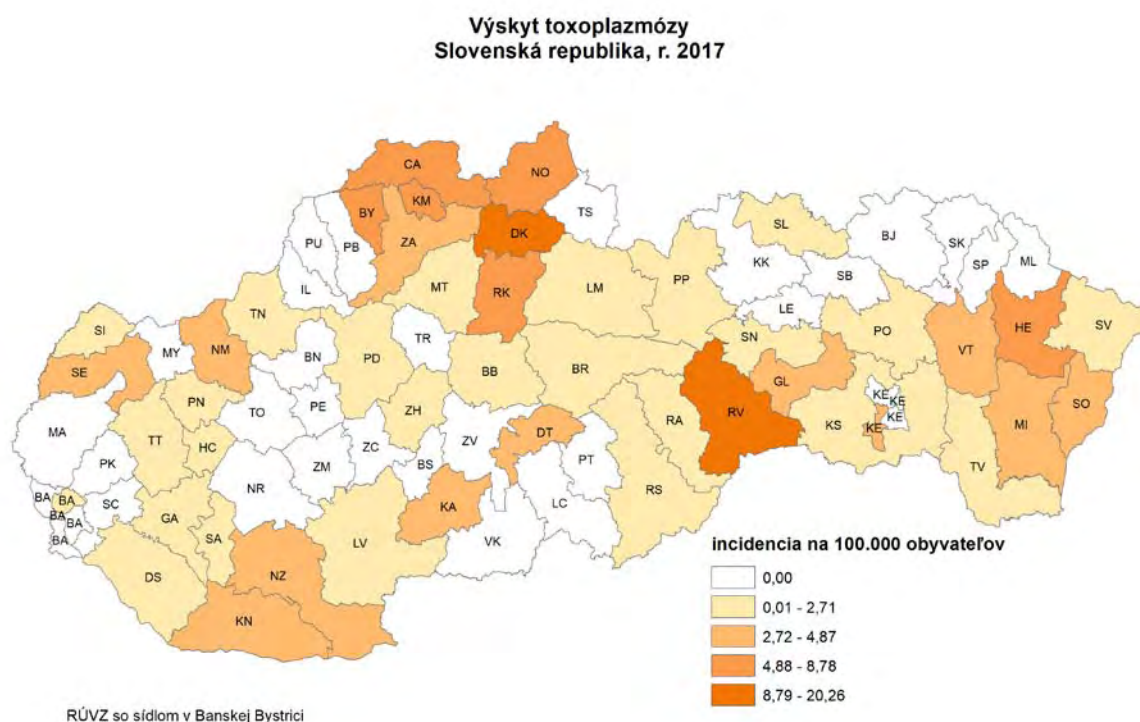 Výskyt toxoplazmózy
Slovenská republika, r. 2017
CA
NO
KM
BY
TS
SL
DK
PU
PB
ZA
BJ
SK
SP
ML
KK
SB
IL
MT
RK
LM
PP
LE
TN
SI
MY
NM
BN
PD
TR
SN
PO
VT
HE
SV
SE
BB
BR
GL
PN
TO
PE
ZH
KE
KE
KE
KE
KS
MI
SO
MA
TT
HC
ZC
BS
ZV
DT
RA
RV
PK
NR
ZM
PT
TV
BA
BA
BA
BA
BA
SC
GA
SA
LV
KA
VK
LC
RS
DS
NZ
KN
incidencia na 100.000 obyvateľov
0,00
0,01 - 2,71
2,72 - 4,87
4,88 - 8,78
8,79 - 20,26
RÚVZ so sídlom v Banskej Bystrici